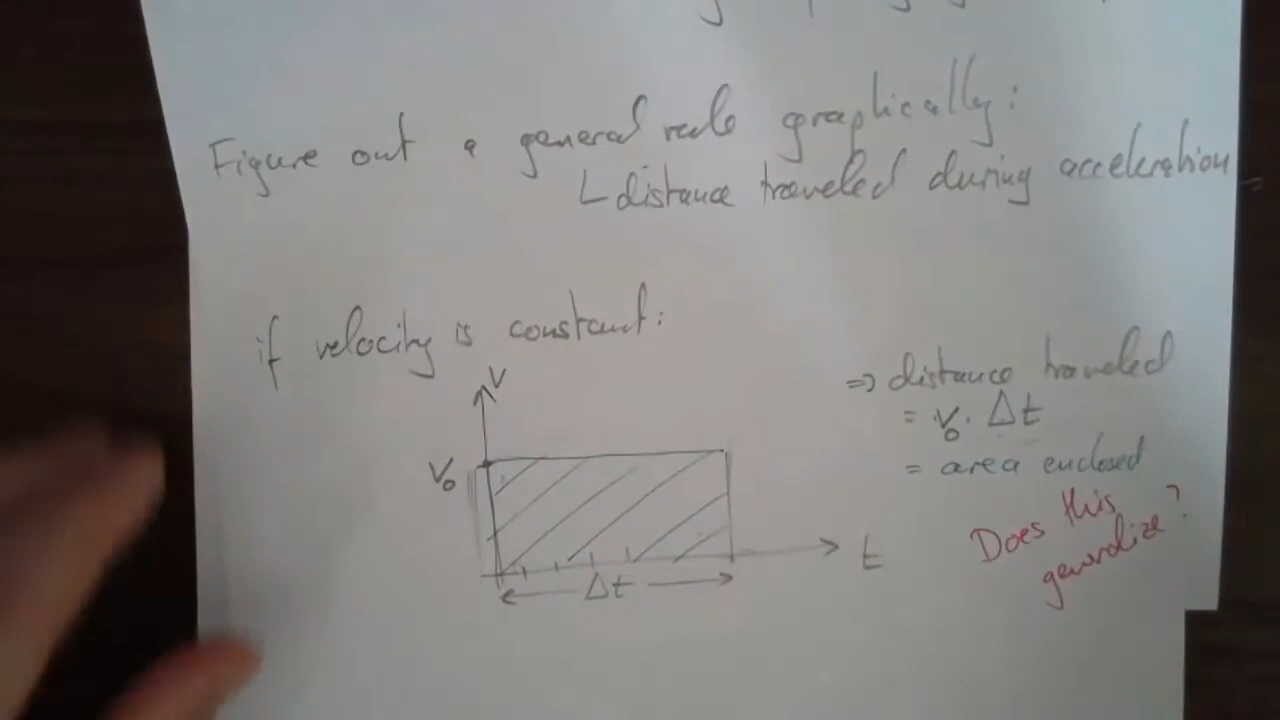 Figure out a general rule graphically:
L distance traveled during acceleration
if velocity is constant:
V
V₀
Δt
t
=> distance traveled
= v₀ · Δt
= area enclosed
Does this
generalize?